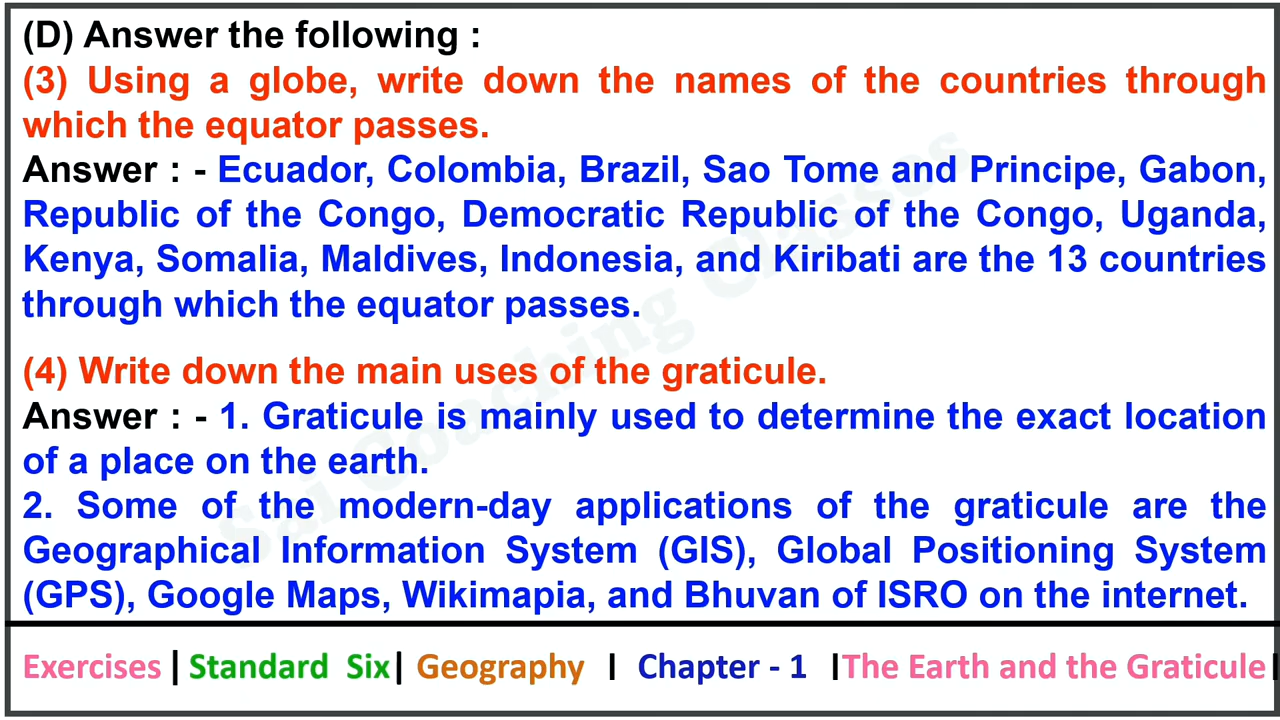 (D) Answer the following :
(3) Using a globe, write down the names of the countries through
which the equator passes.
Answer : - Ecuador, Colombia, Brazil, Sao Tome and Principe, Gabon,
Republic of the Congo, Democratic Republic of the Congo, Uganda,
Kenya, Somalia, Maldives, Indonesia, and Kiribati are the 13 countries
through which the equator passes.
(4) Write down the main uses of the graticule.
Answer : - 1. Graticule is mainly used to determine the exact location
of a place on the earth.
2. Some of the modern-day applications of the graticule are the
Geographical Information System (GIS), Global Positioning System
(GPS), Google Maps, Wikimapia, and Bhuvan of ISRO on the internet.
Exercises | Standard Six | Geography | Chapter - 1 | The Earth and the Graticule |
Sai Coaching Classes